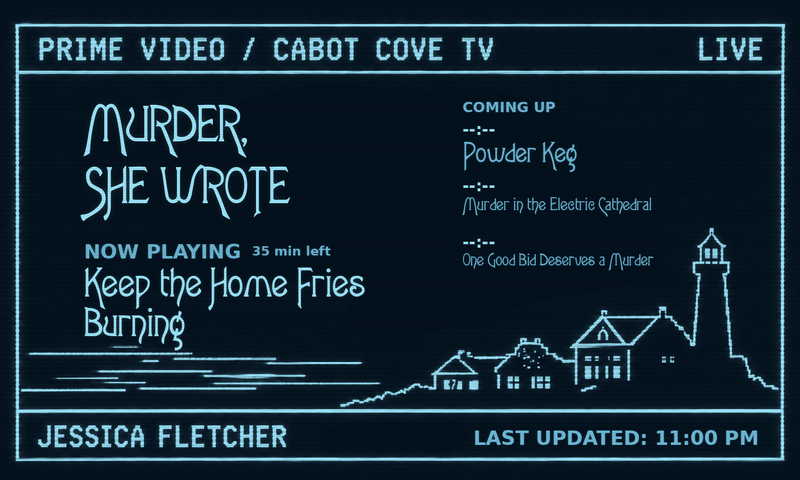 PRIME VIDEO / CABOT COVE TV
LIVE
MURDER,
SHE WROTE
NOW PLAYING 35 min left
Keep the Home Fries
Burning
COMING UP
--:--
Powder Keg
--:--
Murder in the Electric Cathedral
--:--
One Good Bid Deserves a Murder
JESSICA FLETCHER
LAST UPDATED: 11:00 PM